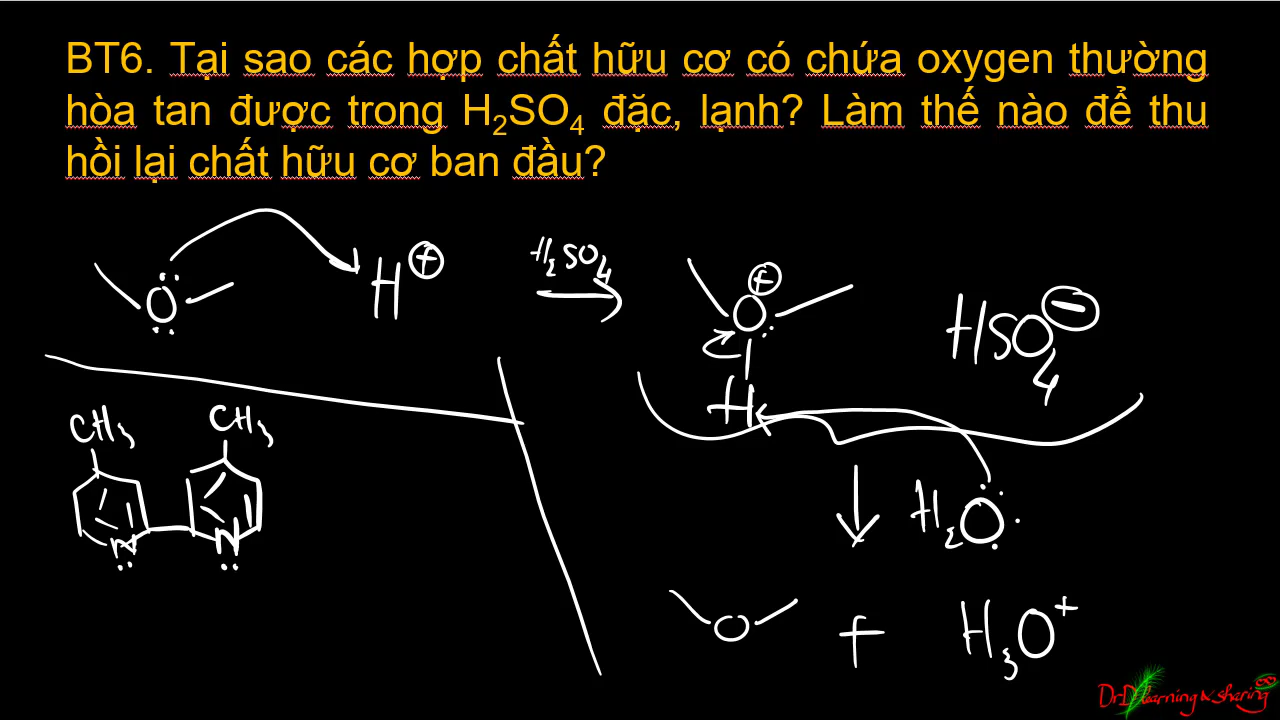 BT6. Tại sao các hợp chất hữu cơ có chứa oxygen thường
hòa tan được trong H₂SO₄ đặc, lạnh? Làm thế nào để thu
hồi lại chất hữu cơ ban đầu?
H₂SO₄
O H⊕ O⊕ HSO₄⊖
H
CH₃ CH₃
H₂O
N N
O + H₃O⁺
Dr.D-learning & sharing